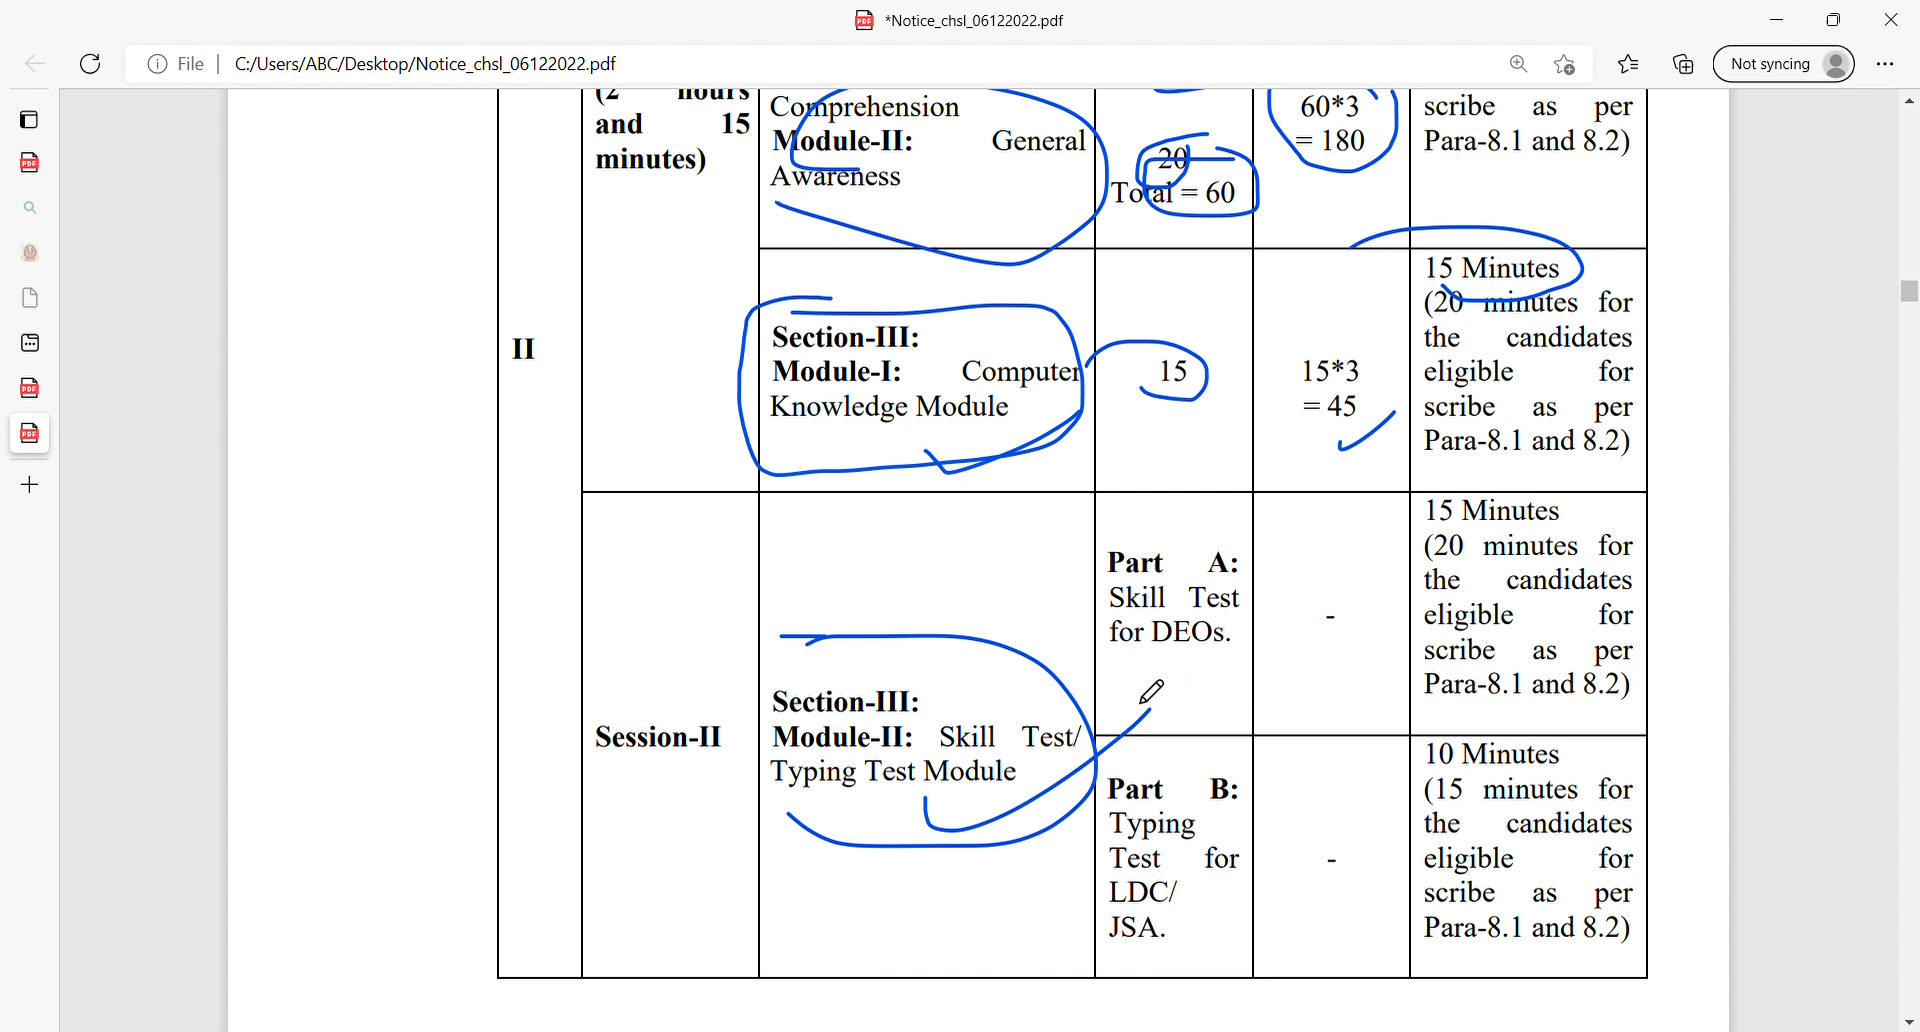 *Notice_chsl_06122022.pdf
File
C:/Users/ABC/Desktop/Notice_chsl_06122022.pdf
Not syncing
(2 hours
and 15
minutes)
Comprehension
Module-II: General
Awareness
20
Total = 60
60*3
= 180
scribe as per
Para-8.1 and 8.2)
II
Section-III:
Module-I: Computer
Knowledge Module
15
15*3
= 45
15 Minutes
(20 minutes for
the candidates
eligible for
scribe as per
Para-8.1 and 8.2)
Session-II
Section-III:
Module-II: Skill Test/
Typing Test Module
Part A:
Skill Test
for DEOs.
-
15 Minutes
(20 minutes for
the candidates
eligible for
scribe as per
Para-8.1 and 8.2)
Part B:
Typing
Test for
LDC/
JSA.
-
10 Minutes
(15 minutes for
the candidates
eligible for
scribe as per
Para-8.1 and 8.2)